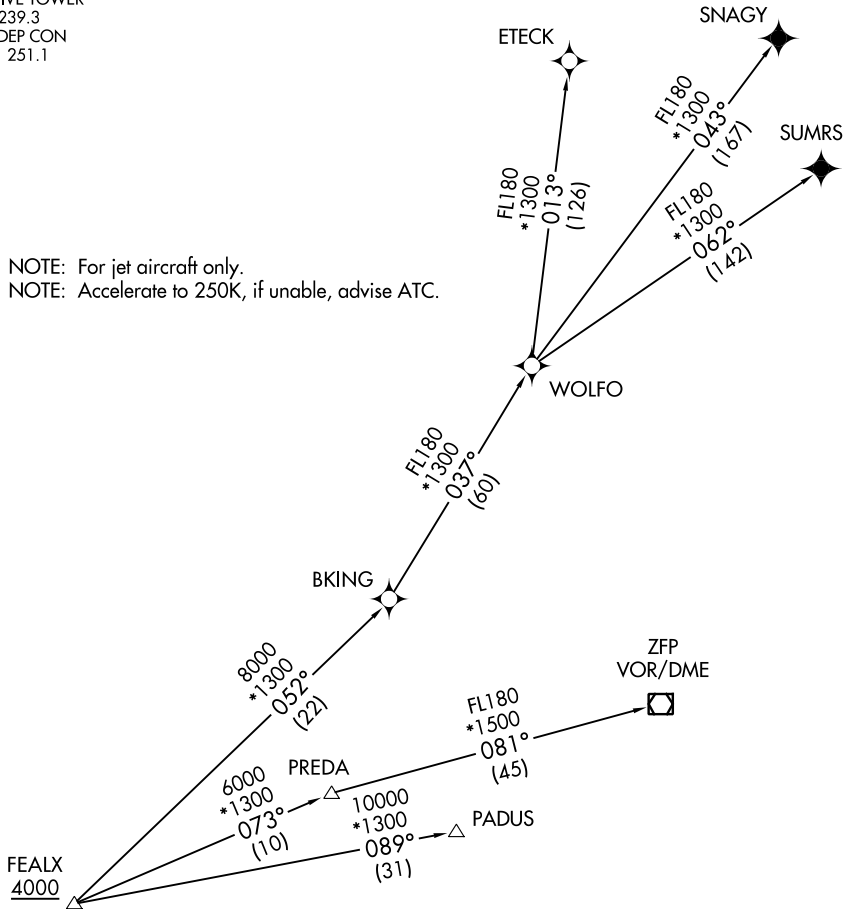 TOWER
239.3
DEP CON
251.1
SNAGY
ETECK
FL180
*1300
043°
(167)
SUMRS
FL180
*1300
013°
(126)
FL180
*1300
062°
(142)
NOTE: For jet aircraft only.
NOTE: Accelerate to 250K, if unable, advise ATC.
WOLFO
FL180
*1300
037°
(60)
BKING
8000
*1300
052°
(22)
ZFP
VOR/DME
FL180
*1500
081°
(45)
PREDA
6000
*1300
073°
(10)
10000
*1300
089°
(31)
PADUS
FEALX
4000